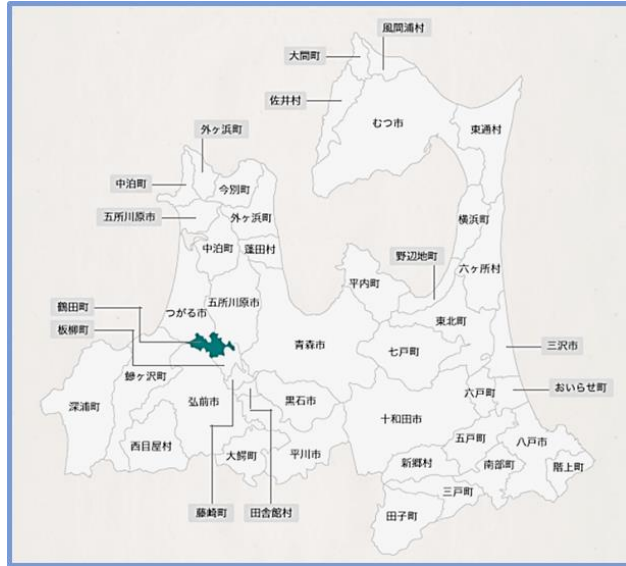 風間浦村
大間町
佐井村
むつ市
東通村
外ヶ浜町
中泊町
今別町
五所川原市
外ヶ浜町
横浜町
中泊町
蓬田村
野辺地町
六ヶ所村
平内町
鶴田町
つがる市
五所川原市
東北町
板柳町
青森市
七戸町
三沢市
鰺ヶ沢町
六戸町
おいらせ町
深浦町
弘前市
黒石市
十和田市
西目屋村
五戸町
八戸市
大鰐町
平川市
新郷村
南部町
階上町
三戸町
藤崎町
田舎館村
田子町